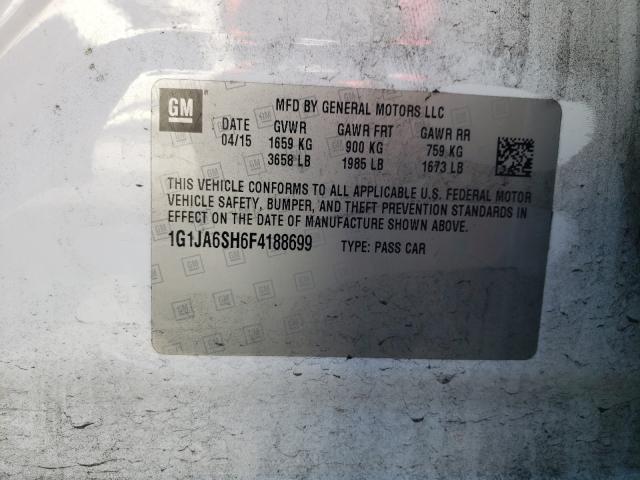 GM
MFD BY GENERAL MOTORS LLC
DATE GVWR GAWR FRT GAWR RR
04/15 1659 KG 900 KG 759 KG
3658 LB 1985 LB 1673 LB
THIS VEHICLE CONFORMS TO ALL APPLICABLE U.S. FEDERAL MOTOR
VEHICLE SAFETY, BUMPER, AND THEFT PREVENTION STANDARDS IN
EFFECT ON THE DATE OF MANUFACTURE SHOWN ABOVE.
1G1JA6SH6F4188699 TYPE: PASS CAR